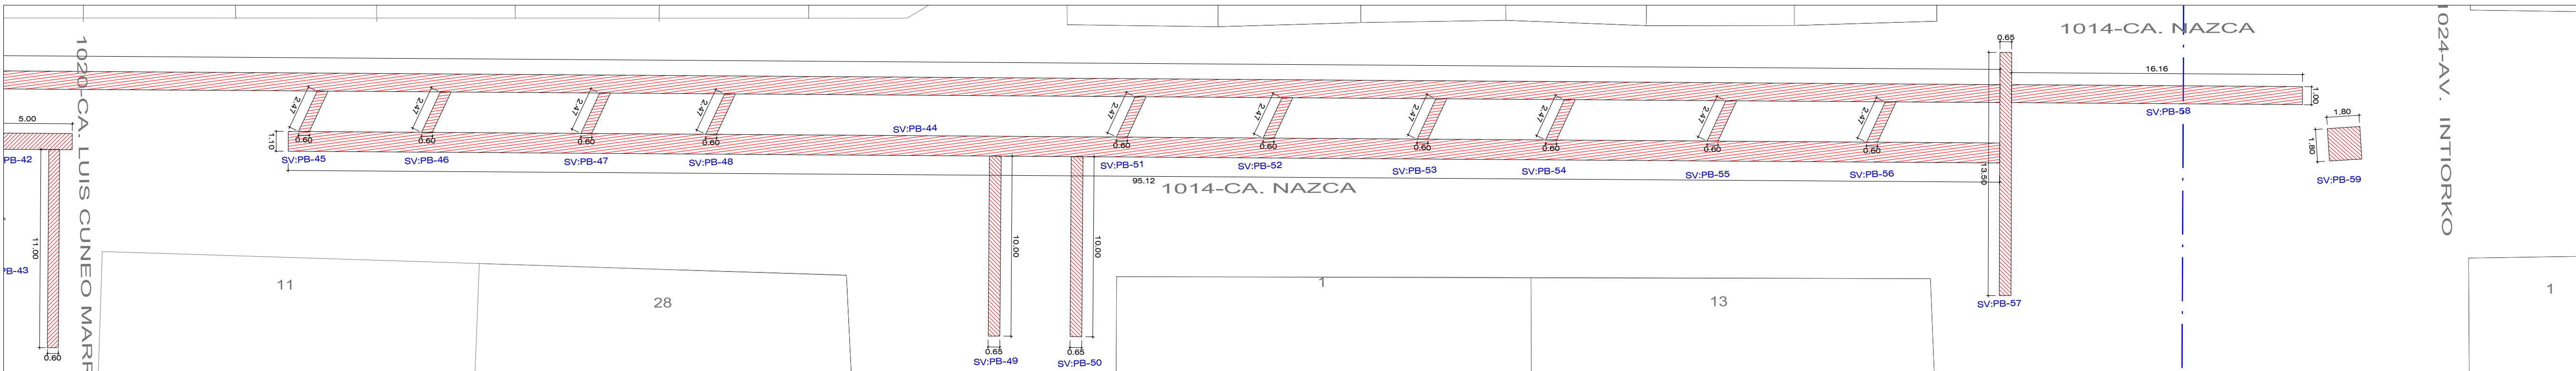 1014-CA. NAZCA
1020-CA. LUIS CUNEO MARR
1024-AV. INTIORKO
0.65
16.16
1.00
SV:PB-58
1.80
1.80
SV:PB-59
5.00
PB-42
11.00
PB-43
0.60
2.47
2.47
2.47
2.47
2.47
2.47
2.47
2.47
2.47
2.47
1.10
0.60
0.60
0.60
0.60
0.60
0.60
0.60
0.60
0.60
0.60
SV:PB-44
SV:PB-45
SV:PB-46
SV:PB-47
SV:PB-48
SV:PB-51
SV:PB-52
SV:PB-53
SV:PB-54
SV:PB-55
SV:PB-56
95.12
1014-CA. NAZCA
13.50
SV:PB-57
10.00
10.00
0.65
0.65
SV:PB-49
SV:PB-50
11
28
1
13
1